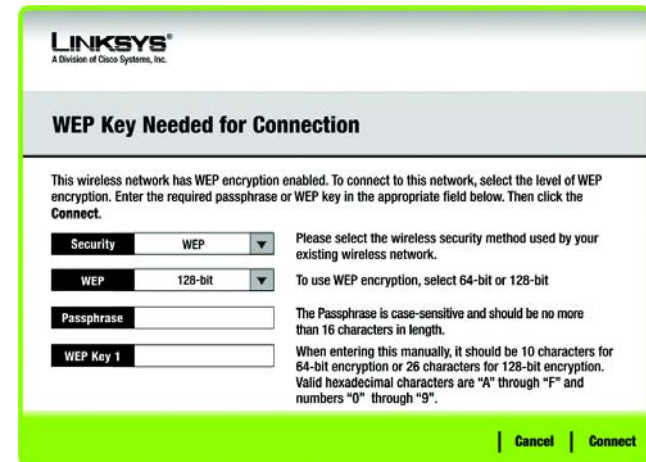 LINKSYS®
A Division of Cisco Systems, Inc.
WEP Key Needed for Connection
This wireless network has WEP encryption enabled. To connect to this network, select the level of WEP
encryption. Enter the required passphrase or WEP key in the appropriate field below. Then click the
Connect.
Security WEP
Please select the wireless security method used by your
existing wireless network.
WEP 128-bit
To use WEP encryption, select 64-bit or 128-bit
Passphrase
The Passphrase is case-sensitive and should be no more
than 16 characters in length.
WEP Key 1
When entering this manually, it should be 10 characters for
64-bit encryption or 26 characters for 128-bit encryption.
Valid hexadecimal characters are “A” through “F” and
numbers “0” through “9”.
Cancel Connect